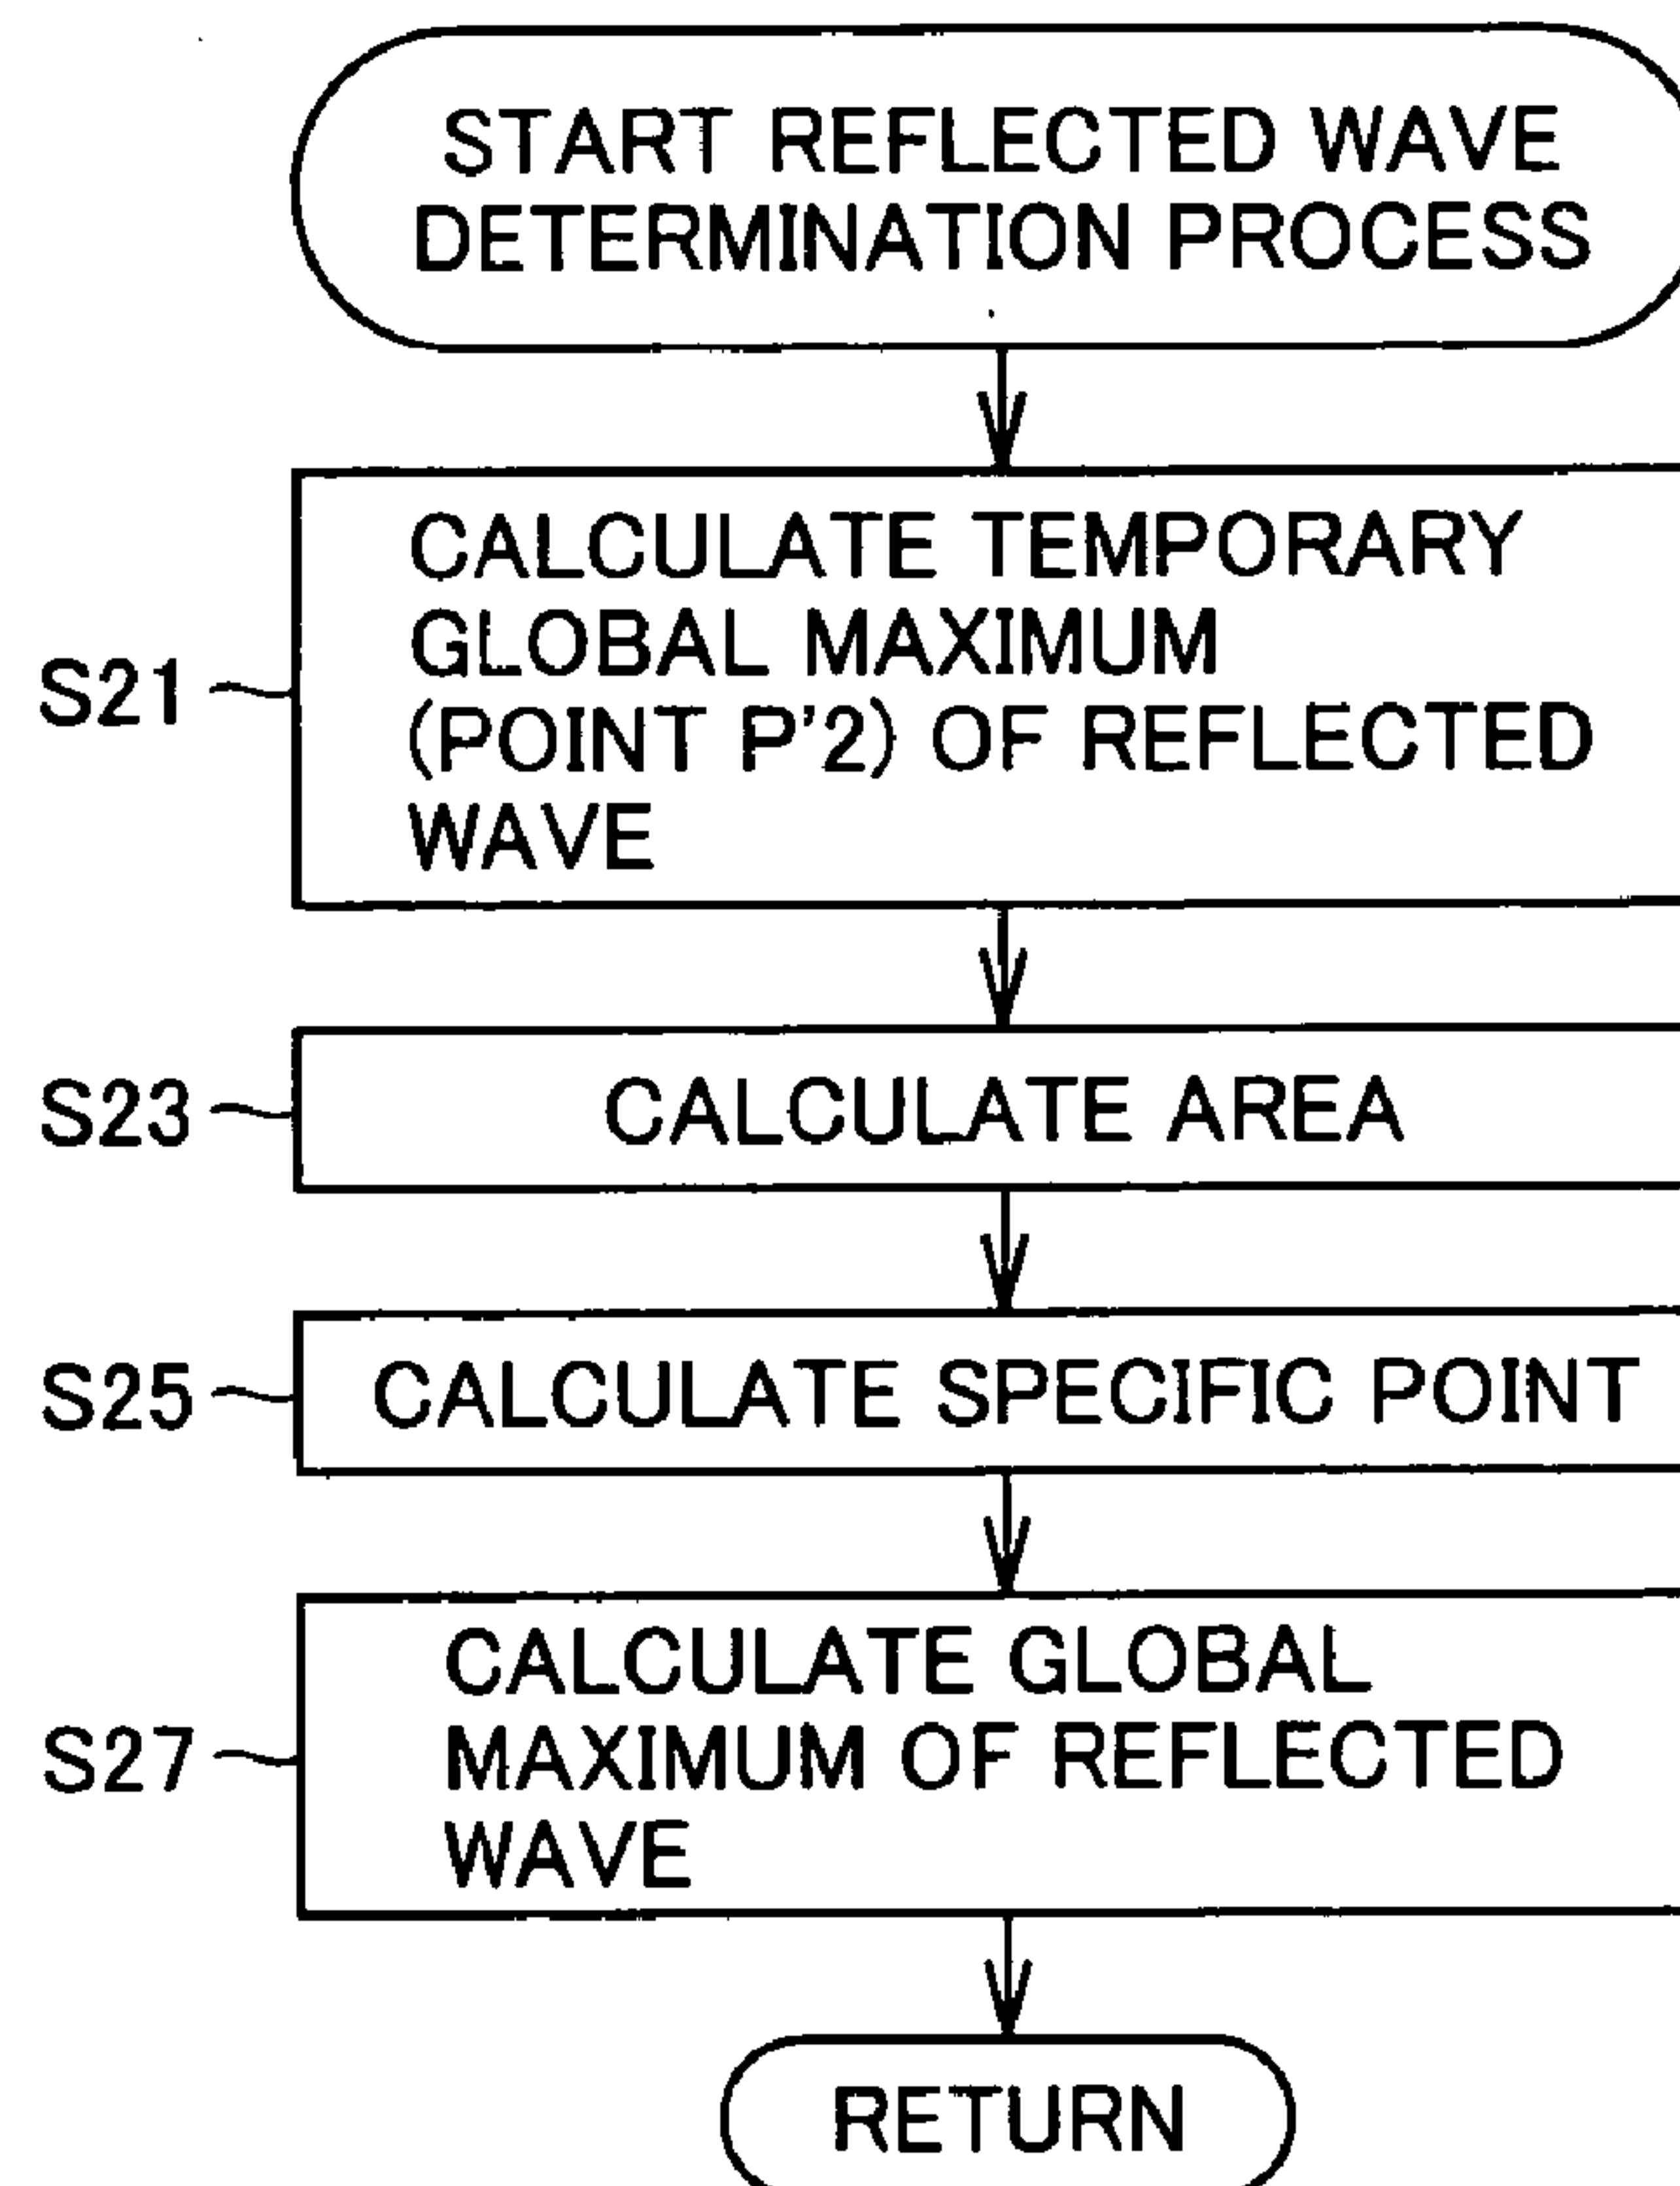 START REFLECTED WAVE
DETERMINATION PROCESS
S21
CALCULATE TEMPORARY
GLOBAL MAXIMUM
(POINT P'2) OF REFLECTED
WAVE
S23
CALCULATE AREA
S25
CALCULATE SPECIFIC POINT
S27
CALCULATE GLOBAL
MAXIMUM OF REFLECTED
WAVE
RETURN